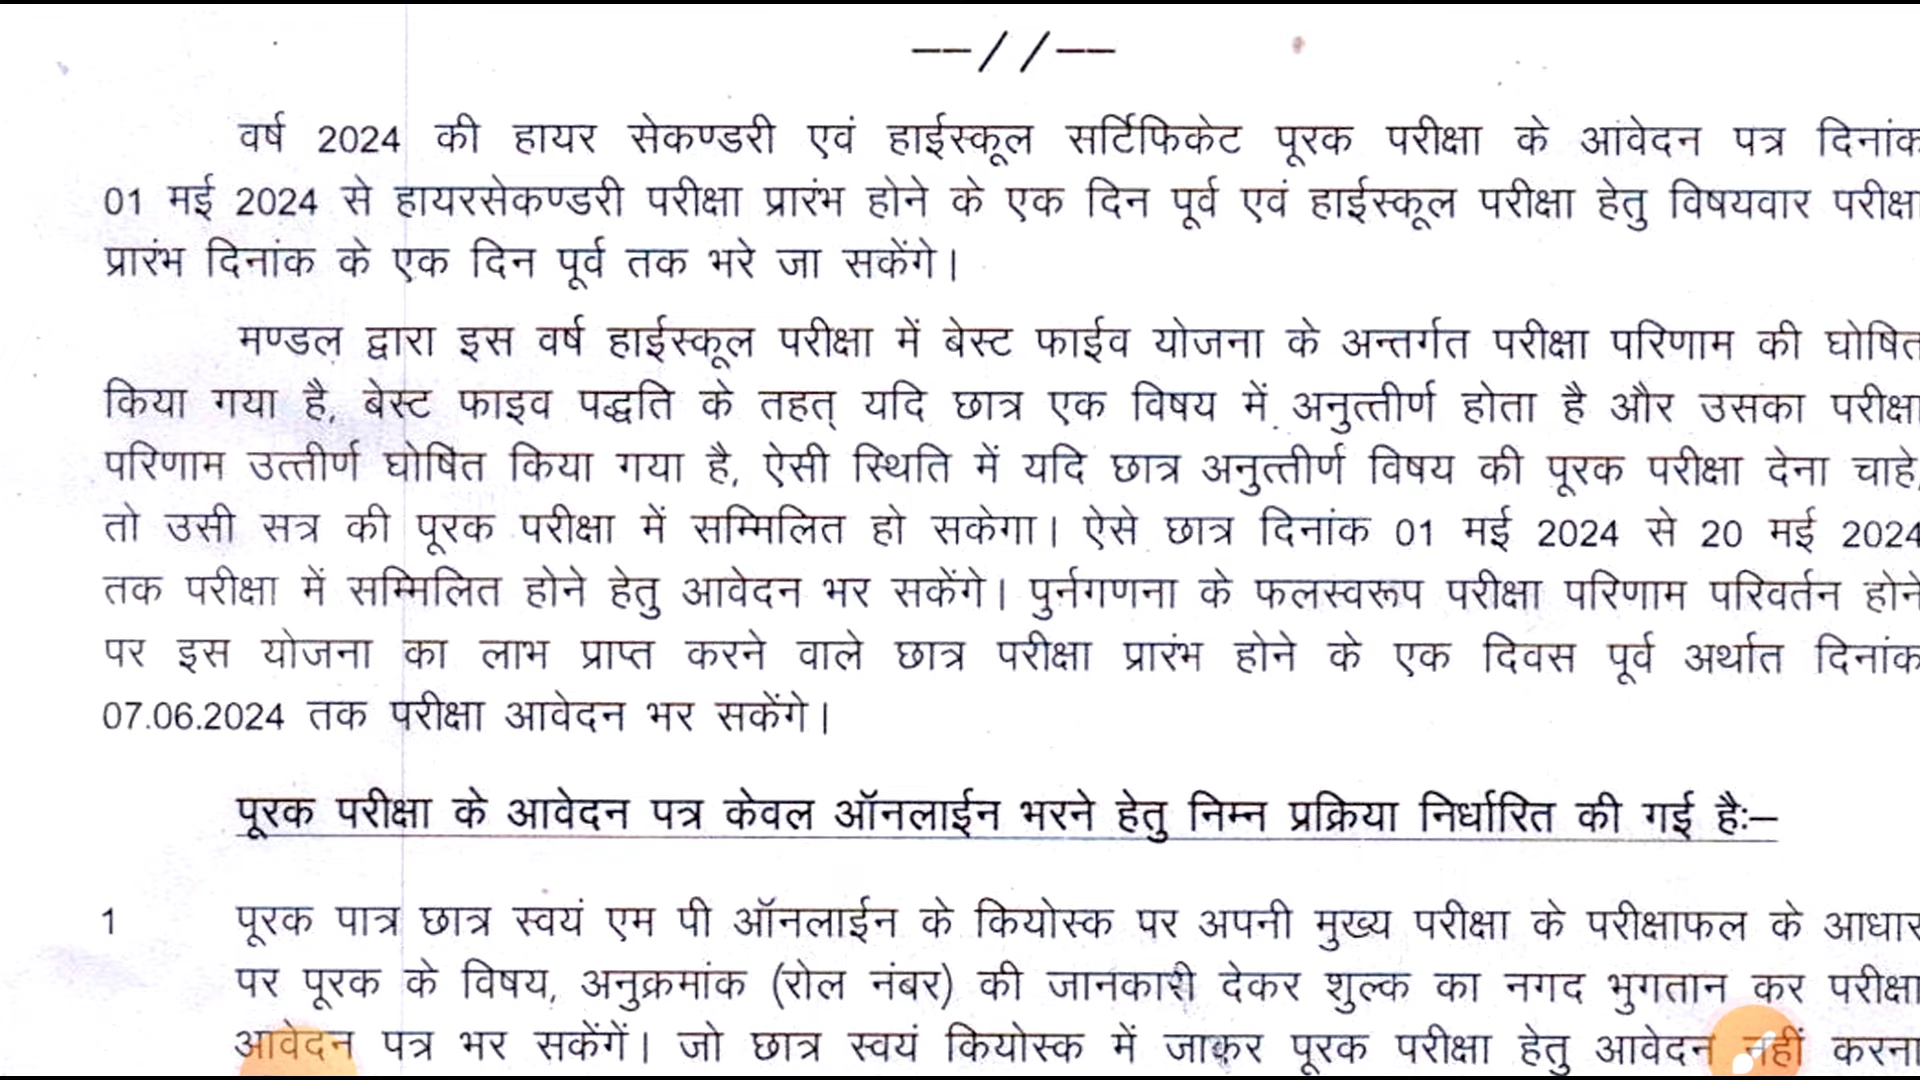 --//--
वर्ष 2024 की हायर सेकण्डरी एवं हाईस्कूल सर्टिफिकेट पूरक परीक्षा के आवेदन पत्र दिनांक
01 मई 2024 से हायरसेकण्डरी परीक्षा प्रारंभ होने के एक दिन पूर्व एवं हाईस्कूल परीक्षा हेतु विषयवार परीक्षा
प्रारंभ दिनांक के एक दिन पूर्व तक भरे जा सकेंगे।
मण्डल द्वारा इस वर्ष हाईस्कूल परीक्षा में बेस्ट फाईव योजना के अन्तर्गत परीक्षा परिणाम की घोषित
किया गया है, बेस्ट फाइव पद्धति के तहत् यदि छात्र एक विषय में अनुत्तीर्ण होता है और उसका परीक्षा
परिणाम उत्तीर्ण घोषित किया गया है, ऐसी स्थिति में यदि छात्र अनुत्तीर्ण विषय की पूरक परीक्षा देना चाहे,
तो उसी सत्र की पूरक परीक्षा में सम्मिलित हो सकेगा। ऐसे छात्र दिनांक 01 मई 2024 से 20 मई 2024
तक परीक्षा में सम्मिलित होने हेतु आवेदन भर सकेंगे। पुर्नगणना के फलस्वरूप परीक्षा परिणाम परिवर्तन होने
पर इस योजना का लाभ प्राप्त करने वाले छात्र परीक्षा प्रारंभ होने के एक दिवस पूर्व अर्थात दिनांक
07.06.2024 तक परीक्षा आवेदन भर सकेंगे।
पूरक परीक्षा के आवेदन पत्र केवल ऑनलाईन भरने हेतु निम्न प्रक्रिया निर्धारित की गई हैः–
1 पूरक पात्र छात्र स्वयं एम पी ऑनलाईन के कियोस्क पर अपनी मुख्य परीक्षा के परीक्षाफल के आधार
पर पूरक के विषय, अनुक्रमांक (रोल नंबर) की जानकारी देकर शुल्क का नगद भुगतान कर परीक्षा
आवेदन पत्र भर सकेंगें। जो छात्र स्वयं कियोस्क में जाकर पूरक परीक्षा हेतु आवेदन नहीं करना